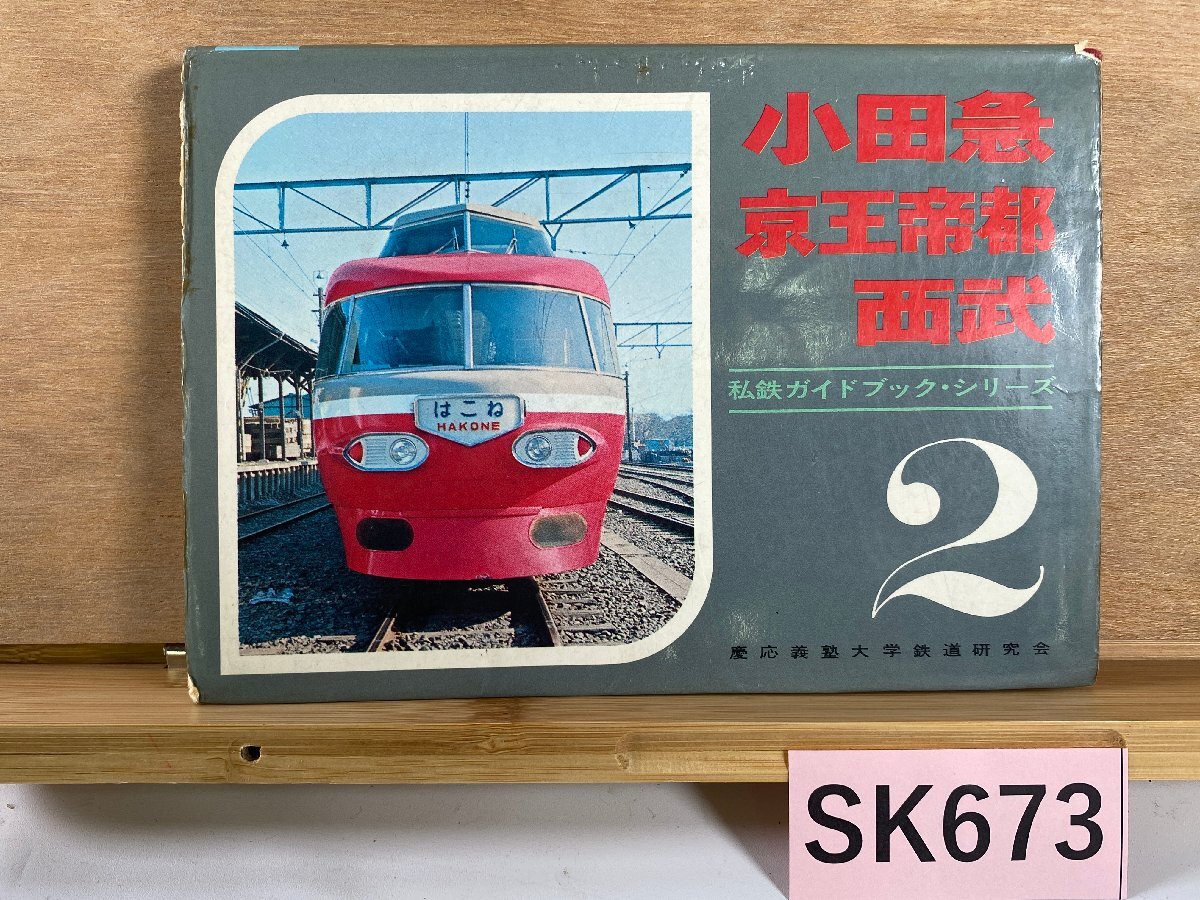 小田急
京王帝都
西武
私鉄ガイドブック・シリーズ
2
慶応義塾大学鉄道研究会
はこね
HAKONE
SK673